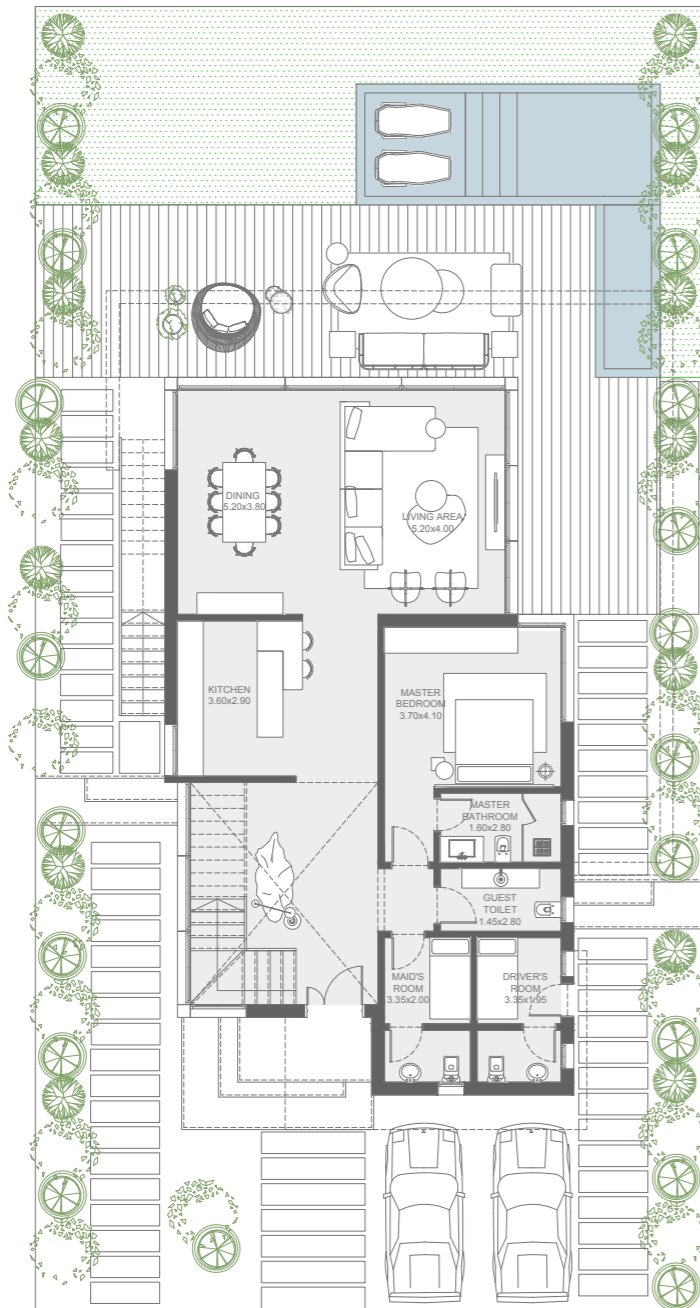 DINING
5.20x3.80
LIVING AREA
5.20x4.00
KITCHEN
3.60x2.90
MASTER
BEDROOM
3.70x4.10
MASTER
BATHROOM
1.60x2.80
GUEST
TOILET
1.45x2.80
MAID'S
ROOM
3.35x2.00
DRIVER'S
ROOM
3.35x1.95